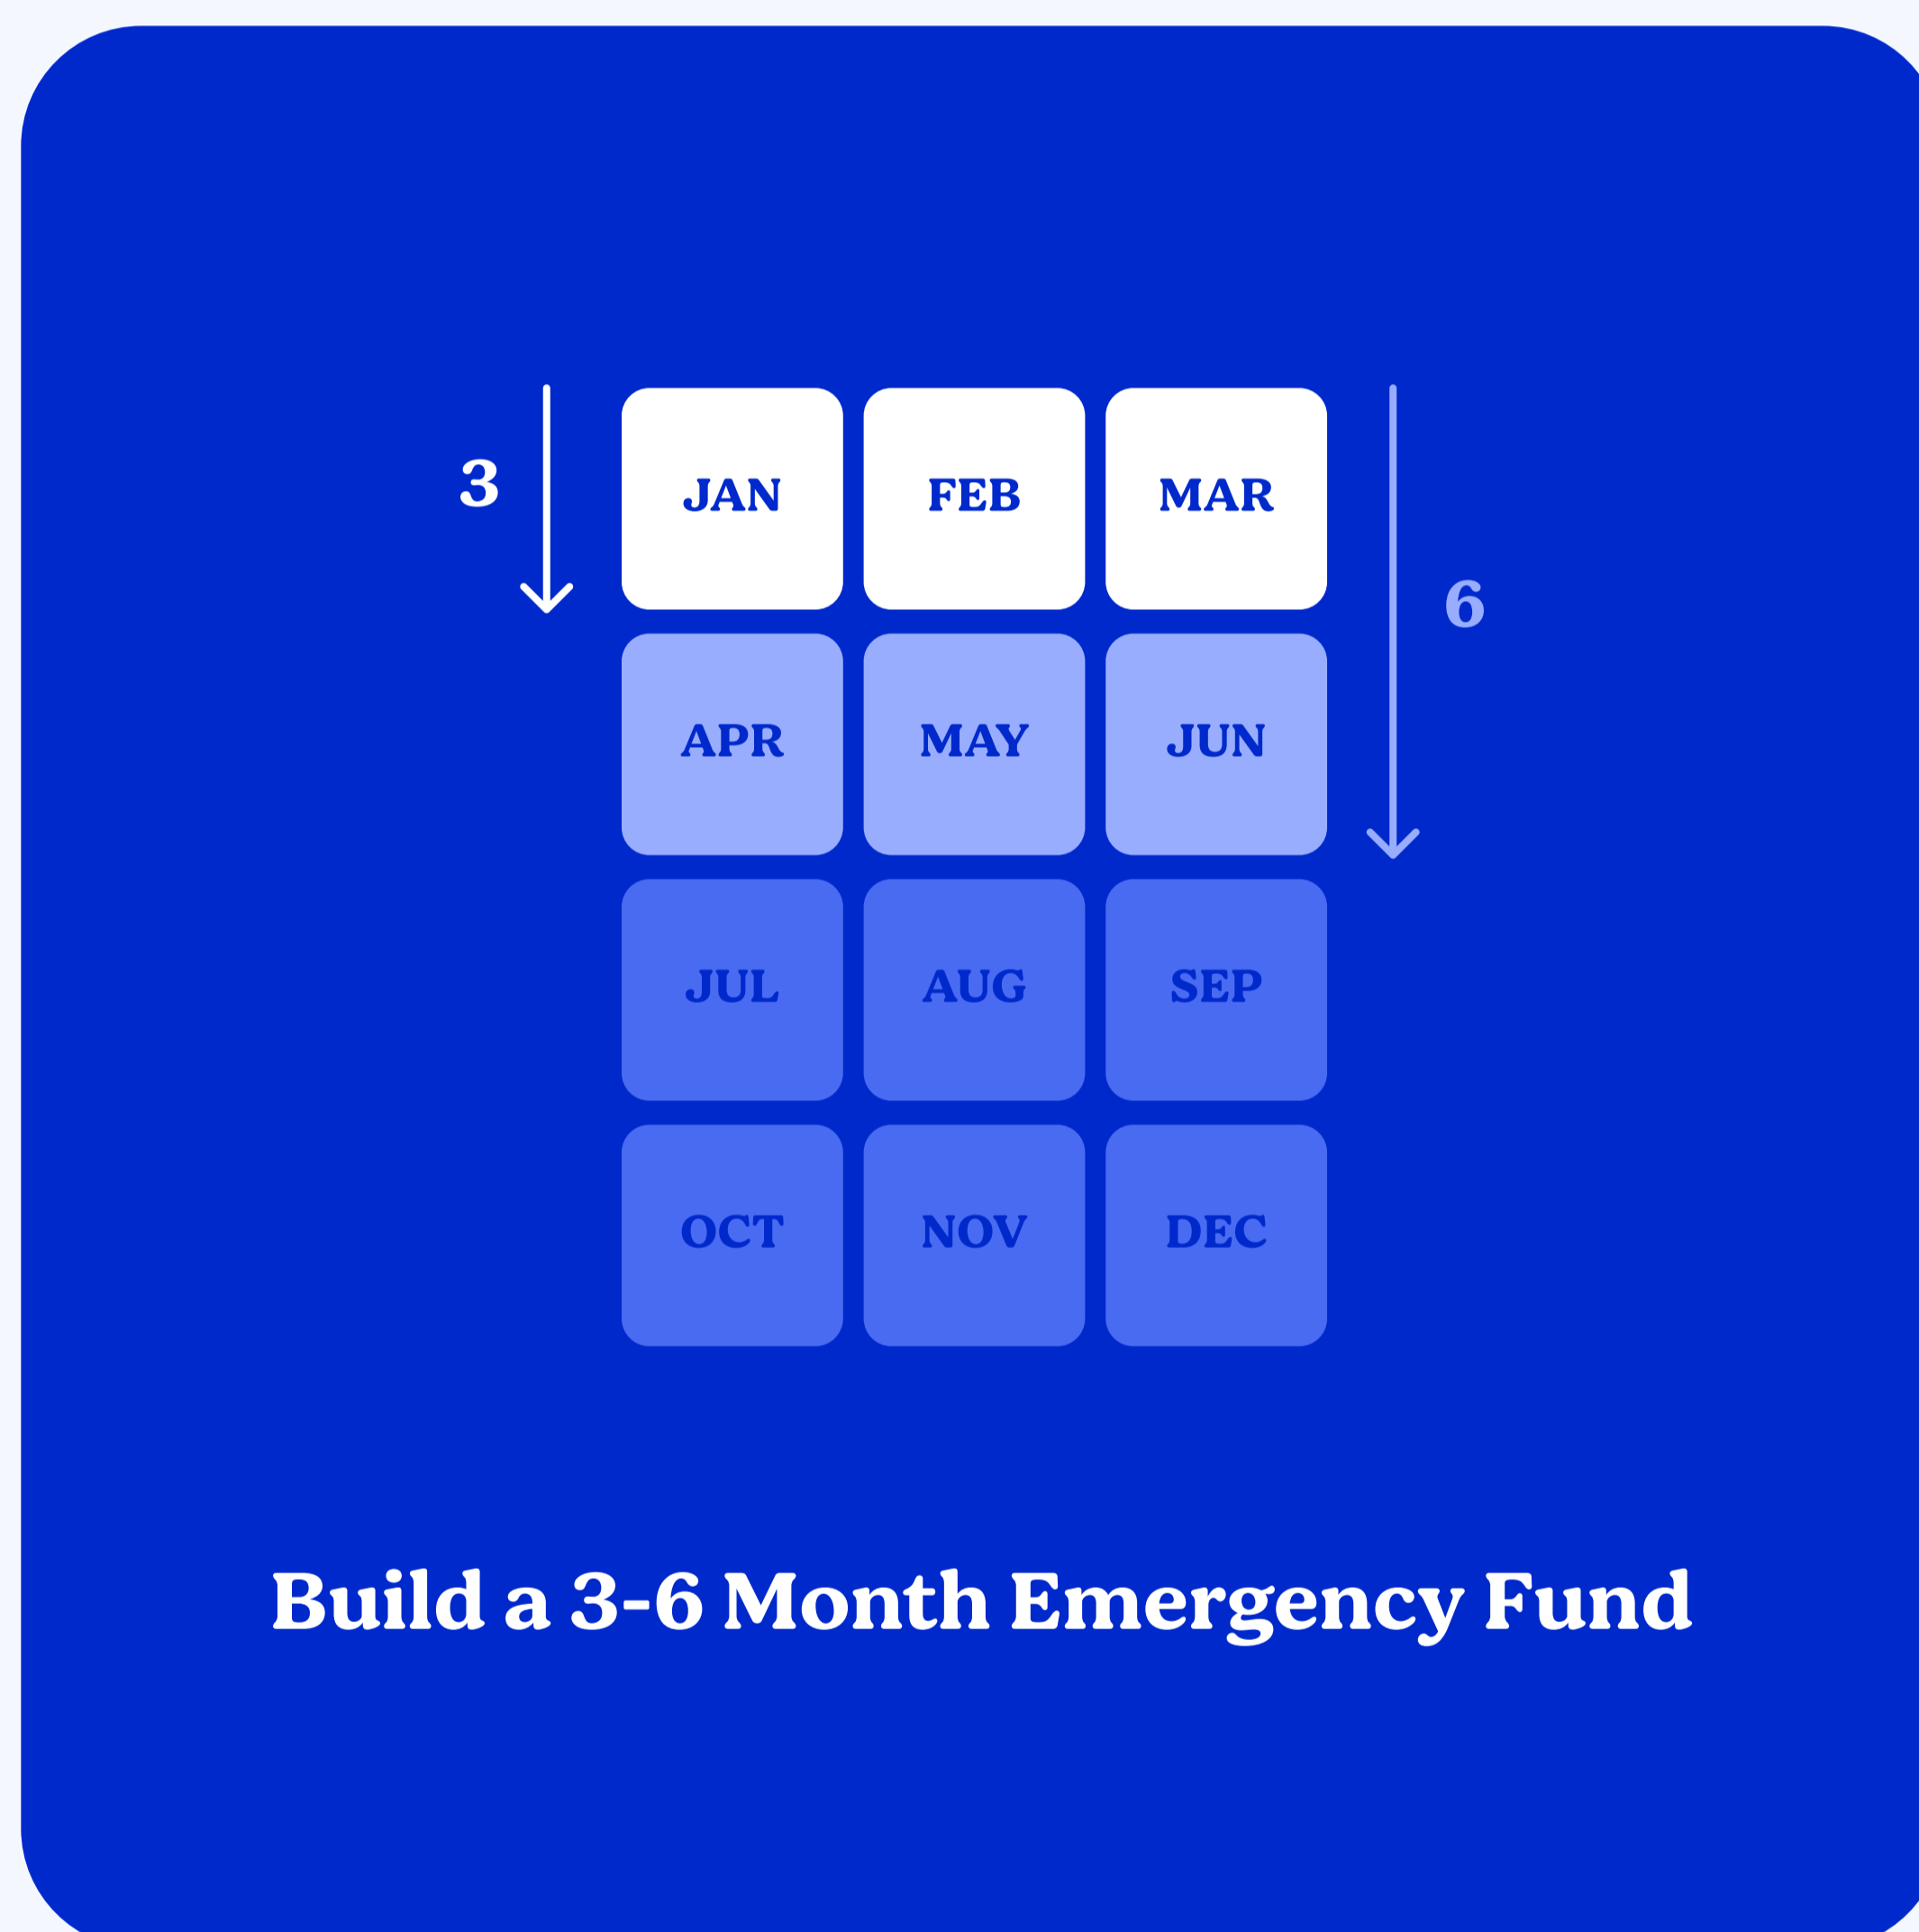 3
JAN FEB MAR
6
APR MAY JUN
JUL AUG SEP
OCT NOV DEC
Build a 3-6 Month Emergency Fund